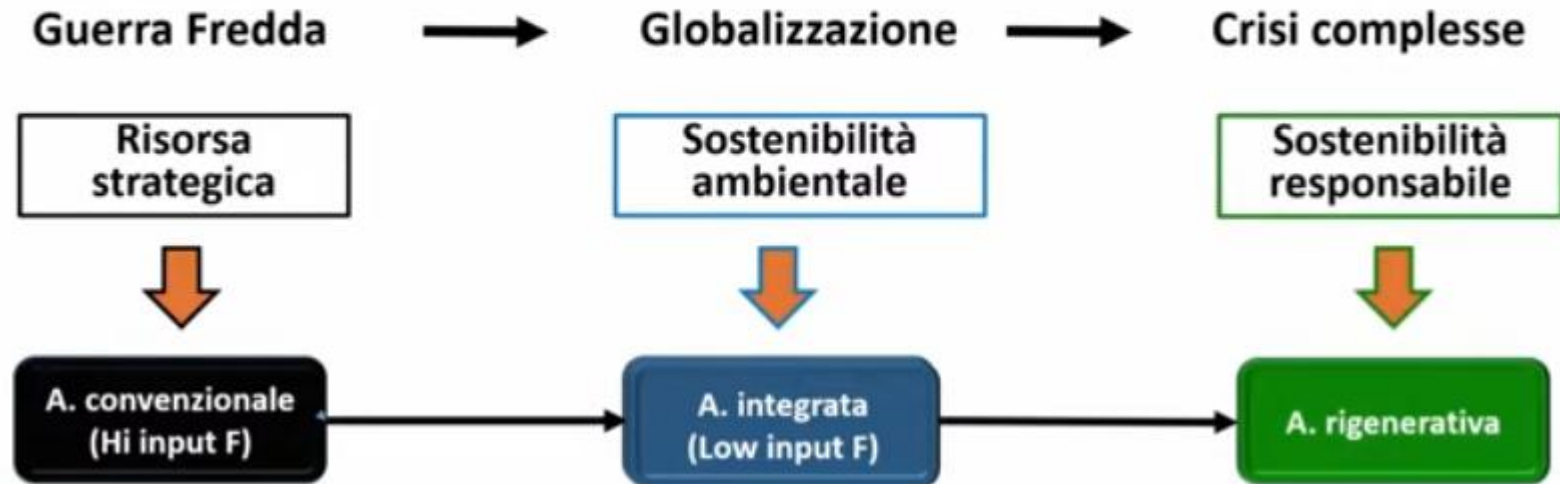 Guerra Fredda
Globalizzazione
Crisi complesse
Risorsa
strategica
Sostenibilità
ambientale
Sostenibilità
responsabile
A. convenzionale
(Hi input F)
A. integrata
(Low input F)
A. rigenerativa